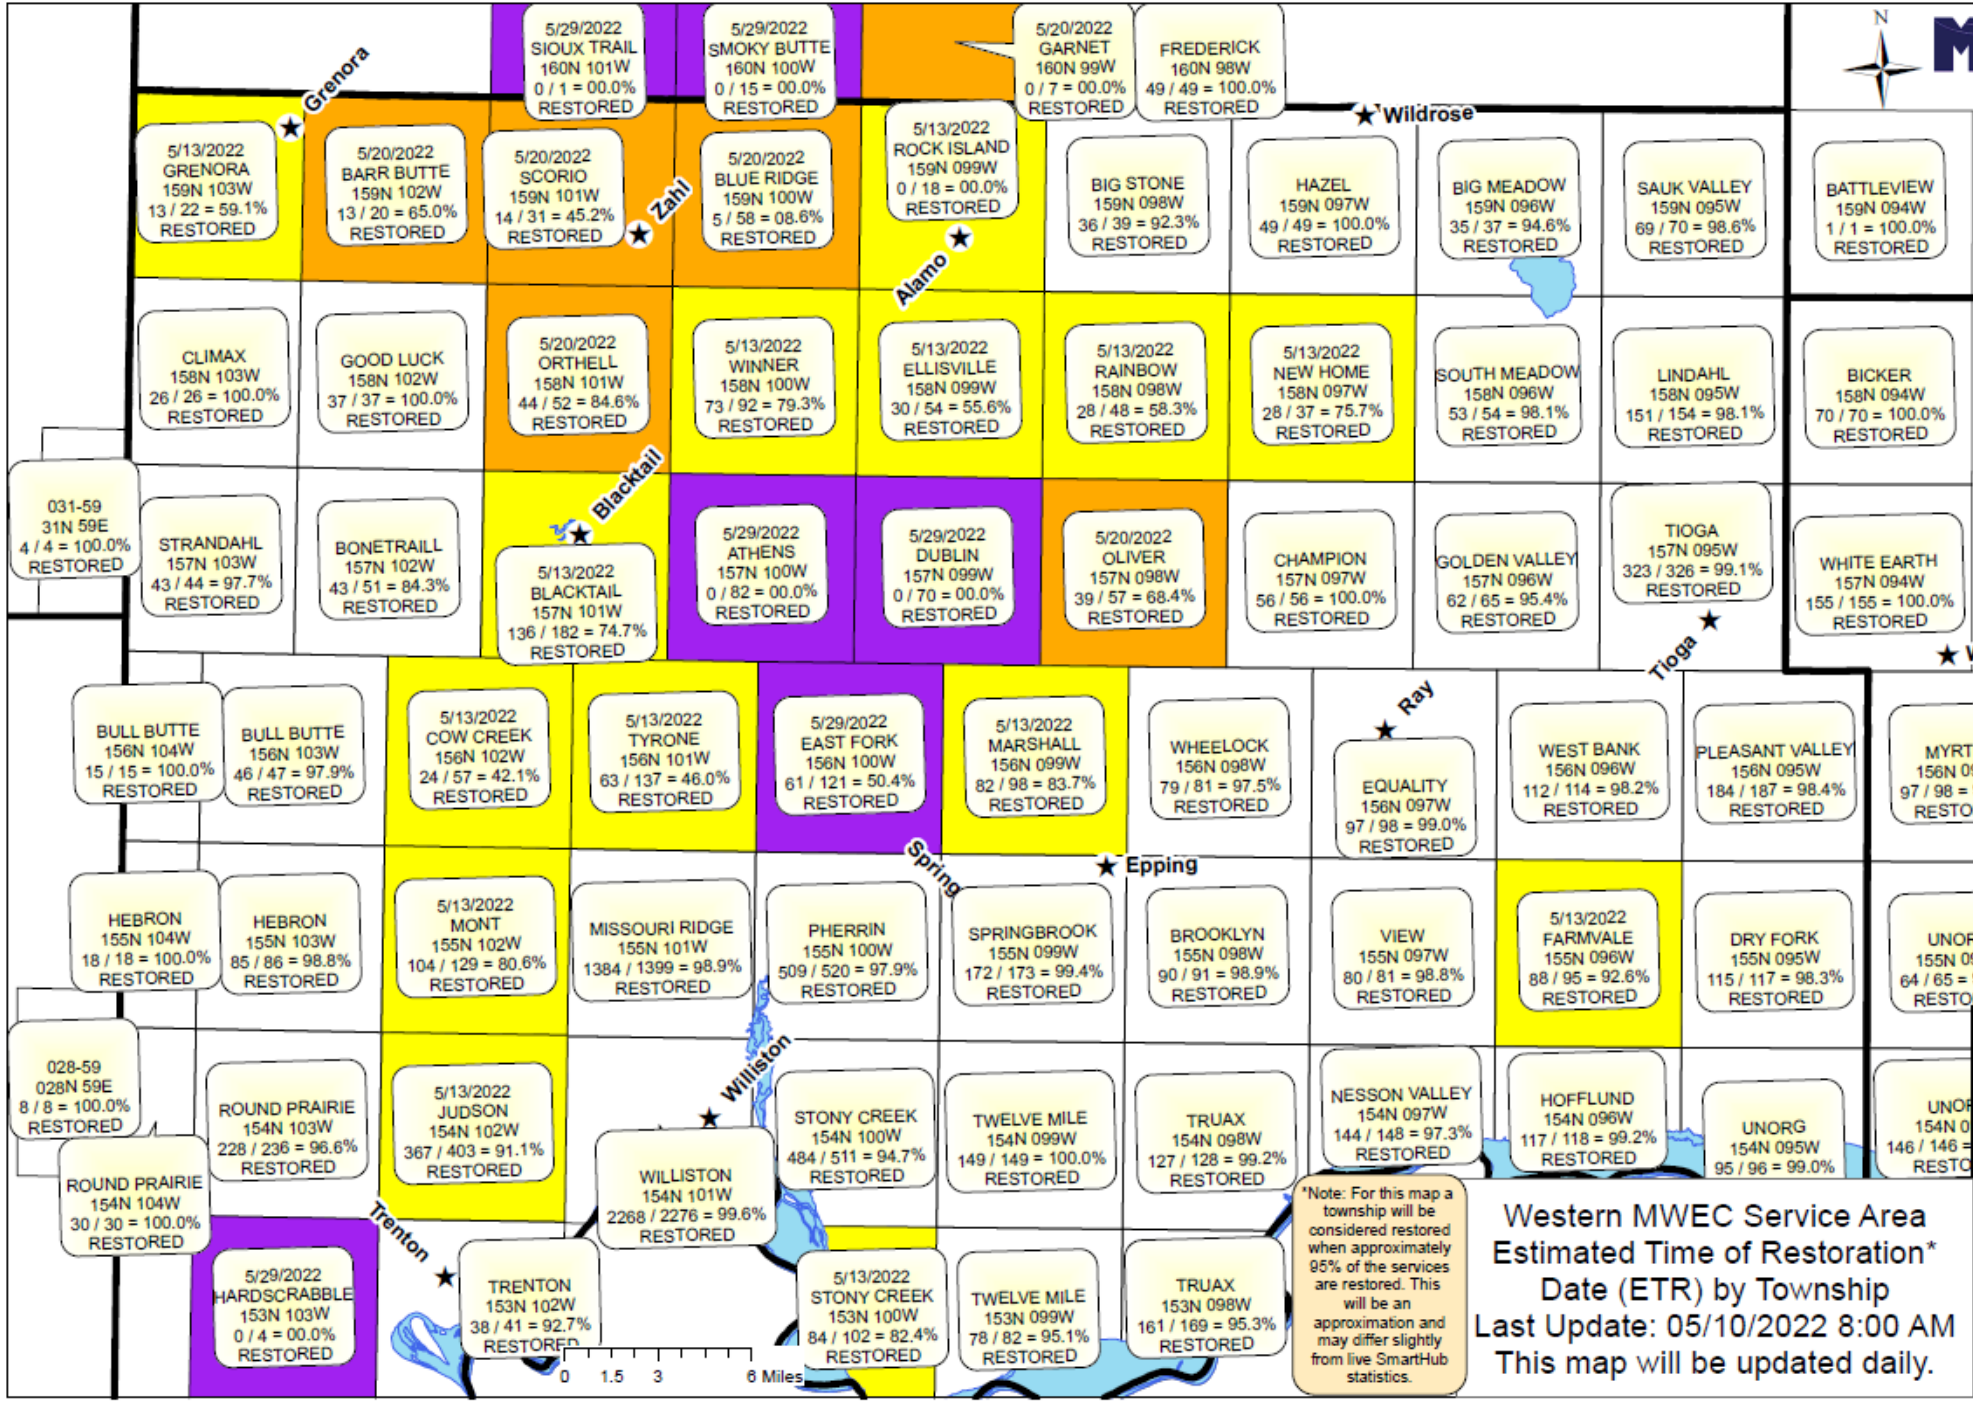 5/29/2022
SIOUX TRAIL
160N 101W
0 / 1 = 00.0%
RESTORED
5/29/2022
SMOKY BUTTE
160N 100W
0 / 15 = 00.0%
RESTORED
5/20/2022
GARNET
160N 99W
0 / 7 = 00.0%
RESTORED
FREDERICK
160N 98W
49 / 49 = 100.0%
RESTORED
N
M
Grenora
Wildrose
5/13/2022
GRENORA
159N 103W
13 / 22 = 59.1%
RESTORED
5/20/2022
BARR BUTTE
159N 102W
13 / 20 = 65.0%
RESTORED
5/20/2022
SCORIO
159N 101W
14 / 31 = 45.2%
RESTORED
Zahl
5/20/2022
BLUE RIDGE
159N 100W
5 / 58 = 08.6%
RESTORED
5/13/2022
ROCK ISLAND
159N 099W
0 / 18 = 00.0%
RESTORED
Alamo
BIG STONE
159N 098W
36 / 39 = 92.3%
RESTORED
HAZEL
159N 097W
49 / 49 = 100.0%
RESTORED
BIG MEADOW
159N 096W
35 / 37 = 94.6%
RESTORED
SAUK VALLEY
159N 095W
69 / 70 = 98.6%
RESTORED
BATTLEVIEW
159N 094W
1 / 1 = 100.0%
RESTORED
CLIMAX
158N 103W
26 / 26 = 100.0%
RESTORED
GOOD LUCK
158N 102W
37 / 37 = 100.0%
RESTORED
5/20/2022
ORTHELL
158N 101W
44 / 52 = 84.6%
RESTORED
5/13/2022
WINNER
158N 100W
73 / 92 = 79.3%
RESTORED
5/13/2022
ELLISVILLE
158N 099W
30 / 54 = 55.6%
RESTORED
5/13/2022
RAINBOW
158N 098W
28 / 48 = 58.3%
RESTORED
5/13/2022
NEW HOME
158N 097W
28 / 37 = 75.7%
RESTORED
SOUTH MEADOW
158N 096W
53 / 54 = 98.1%
RESTORED
LINDAHL
158N 095W
151 / 154 = 98.1%
RESTORED
BICKER
158N 094W
70 / 70 = 100.0%
RESTORED
031-59
31N 59E
4 / 4 = 100.0%
RESTORED
STRANDAHL
157N 103W
43 / 44 = 97.7%
RESTORED
BONETRAILL
157N 102W
43 / 51 = 84.3%
RESTORED
Blacktail
5/13/2022
BLACKTAIL
157N 101W
136 / 182 = 74.7%
RESTORED
5/29/2022
ATHENS
157N 100W
0 / 82 = 00.0%
RESTORED
5/29/2022
DUBLIN
157N 099W
0 / 70 = 00.0%
RESTORED
5/20/2022
OLIVER
157N 098W
39 / 57 = 68.4%
RESTORED
CHAMPION
157N 097W
56 / 56 = 100.0%
RESTORED
GOLDEN VALLEY
157N 096W
62 / 65 = 95.4%
RESTORED
TIOGA
157N 095W
323 / 326 = 99.1%
RESTORED
Tioga
WHITE EARTH
157N 094W
155 / 155 = 100.0%
RESTORED
BULL BUTTE
156N 104W
15 / 15 = 100.0%
RESTORED
BULL BUTTE
156N 103W
46 / 47 = 97.9%
RESTORED
5/13/2022
COW CREEK
156N 102W
24 / 57 = 42.1%
RESTORED
5/13/2022
TYRONE
156N 101W
63 / 137 = 46.0%
RESTORED
5/29/2022
EAST FORK
156N 100W
61 / 121 = 50.4%
RESTORED
5/13/2022
MARSHALL
156N 099W
82 / 98 = 83.7%
RESTORED
WHEELOCK
156N 098W
79 / 81 = 97.5%
RESTORED
Ray
EQUALITY
156N 097W
97 / 98 = 99.0%
RESTORED
WEST BANK
156N 096W
112 / 114 = 98.2%
RESTORED
PLEASANT VALLEY
156N 095W
184 / 187 = 98.4%
RESTORED
MYRT
156N 09
97 / 98 =
RESTO
Spring
Epping
HEBRON
155N 104W
18 / 18 = 100.0%
RESTORED
HEBRON
155N 103W
85 / 86 = 98.8%
RESTORED
5/13/2022
MONT
155N 102W
104 / 129 = 80.6%
RESTORED
MISSOURI RIDGE
155N 101W
1384 / 1399 = 98.9%
RESTORED
PHERRIN
155N 100W
509 / 520 = 97.9%
RESTORED
SPRINGBROOK
155N 099W
172 / 173 = 99.4%
RESTORED
BROOKLYN
155N 098W
90 / 91 = 98.9%
RESTORED
VIEW
155N 097W
80 / 81 = 98.8%
RESTORED
5/13/2022
FARMVALE
155N 096W
88 / 95 = 92.6%
RESTORED
DRY FORK
155N 095W
115 / 117 = 98.3%
RESTORED
UNOR
155N 09
64 / 65 =
RESTO
028-59
028N 59E
8 / 8 = 100.0%
RESTORED
ROUND PRAIRIE
154N 104W
30 / 30 = 100.0%
RESTORED
ROUND PRAIRIE
154N 103W
228 / 236 = 96.6%
RESTORED
5/13/2022
JUDSON
154N 102W
367 / 403 = 91.1%
RESTORED
Williston
WILLISTON
154N 101W
2268 / 2276 = 99.6%
RESTORED
STONY CREEK
154N 100W
484 / 511 = 94.7%
RESTORED
TWELVE MILE
154N 099W
149 / 149 = 100.0%
RESTORED
TRUAX
154N 098W
127 / 128 = 99.2%
RESTORED
NESSON VALLEY
154N 097W
144 / 148 = 97.3%
RESTORED
HOFFLUND
154N 096W
117 / 118 = 99.2%
RESTORED
UNORG
154N 095W
95 / 96 = 99.0%
UNOR
154N 0
146 / 146 =
RESTO
5/29/2022
HARDSCRABBLE
153N 103W
0 / 4 = 00.0%
RESTORED
Trenton
TRENTON
153N 102W
38 / 41 = 92.7%
RESTORED
5/13/2022
STONY CREEK
153N 100W
84 / 102 = 82.4%
RESTORED
TWELVE MILE
153N 099W
78 / 82 = 95.1%
RESTORED
TRUAX
153N 098W
161 / 169 = 95.3%
RESTORED
0 1.5 3 6 Miles
*Note: For this map a
township will be
considered restored
when approximately
95% of the services
are restored. This
will be an
approximation and
may differ slightly
from live SmartHub
statistics.
Western MWEC Service Area
Estimated Time of Restoration*
Date (ETR) by Township
Last Update: 05/10/2022 8:00 AM
This map will be updated daily.